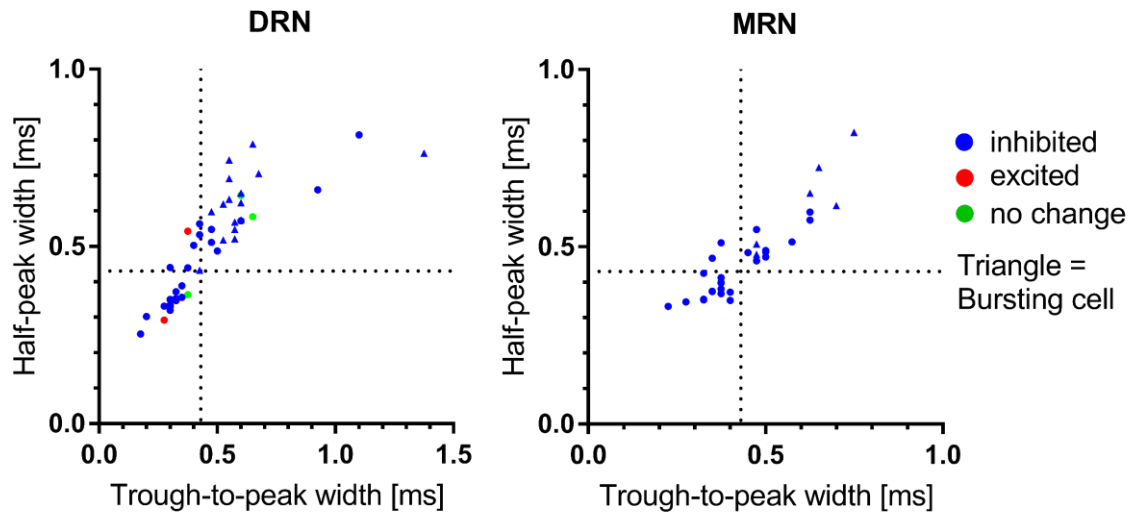 DRN
1.0
0.5
0.0
Half-peak width [ms]
0.0
0.5
1.0
1.5
Trough-to-peak width [ms]
MRN
1.0
0.5
0.0
Half-peak width [ms]
0.0
0.5
1.0
Trough-to-peak width [ms]
inhibited
excited
no change
Triangle =
Bursting cell